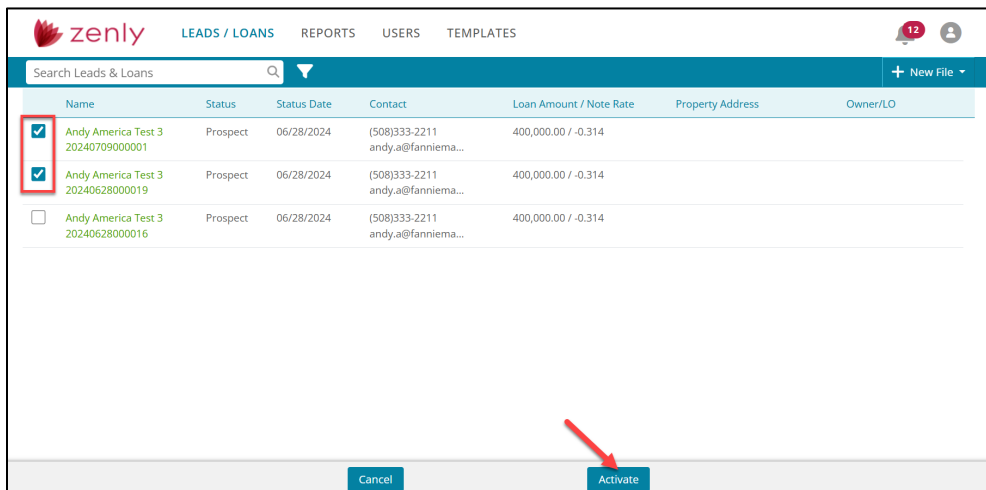 zenly LEADS / LOANS REPORTS USERS TEMPLATES 12
Search Leads & Loans + New File
Name Status Status Date Contact Loan Amount / Note Rate Property Address Owner/LO
Andy America Test 3 Prospect 06/28/2024 (508)333-2211 400,000.00 / -0.314
20240709000001 andy.a@fanniema...
Andy America Test 3 Prospect 06/28/2024 (508)333-2211 400,000.00 / -0.314
20240628000019 andy.a@fanniema...
Andy America Test 3 Prospect 06/28/2024 (508)333-2211 400,000.00 / -0.314
20240628000016 andy.a@fanniema...
Cancel Activate